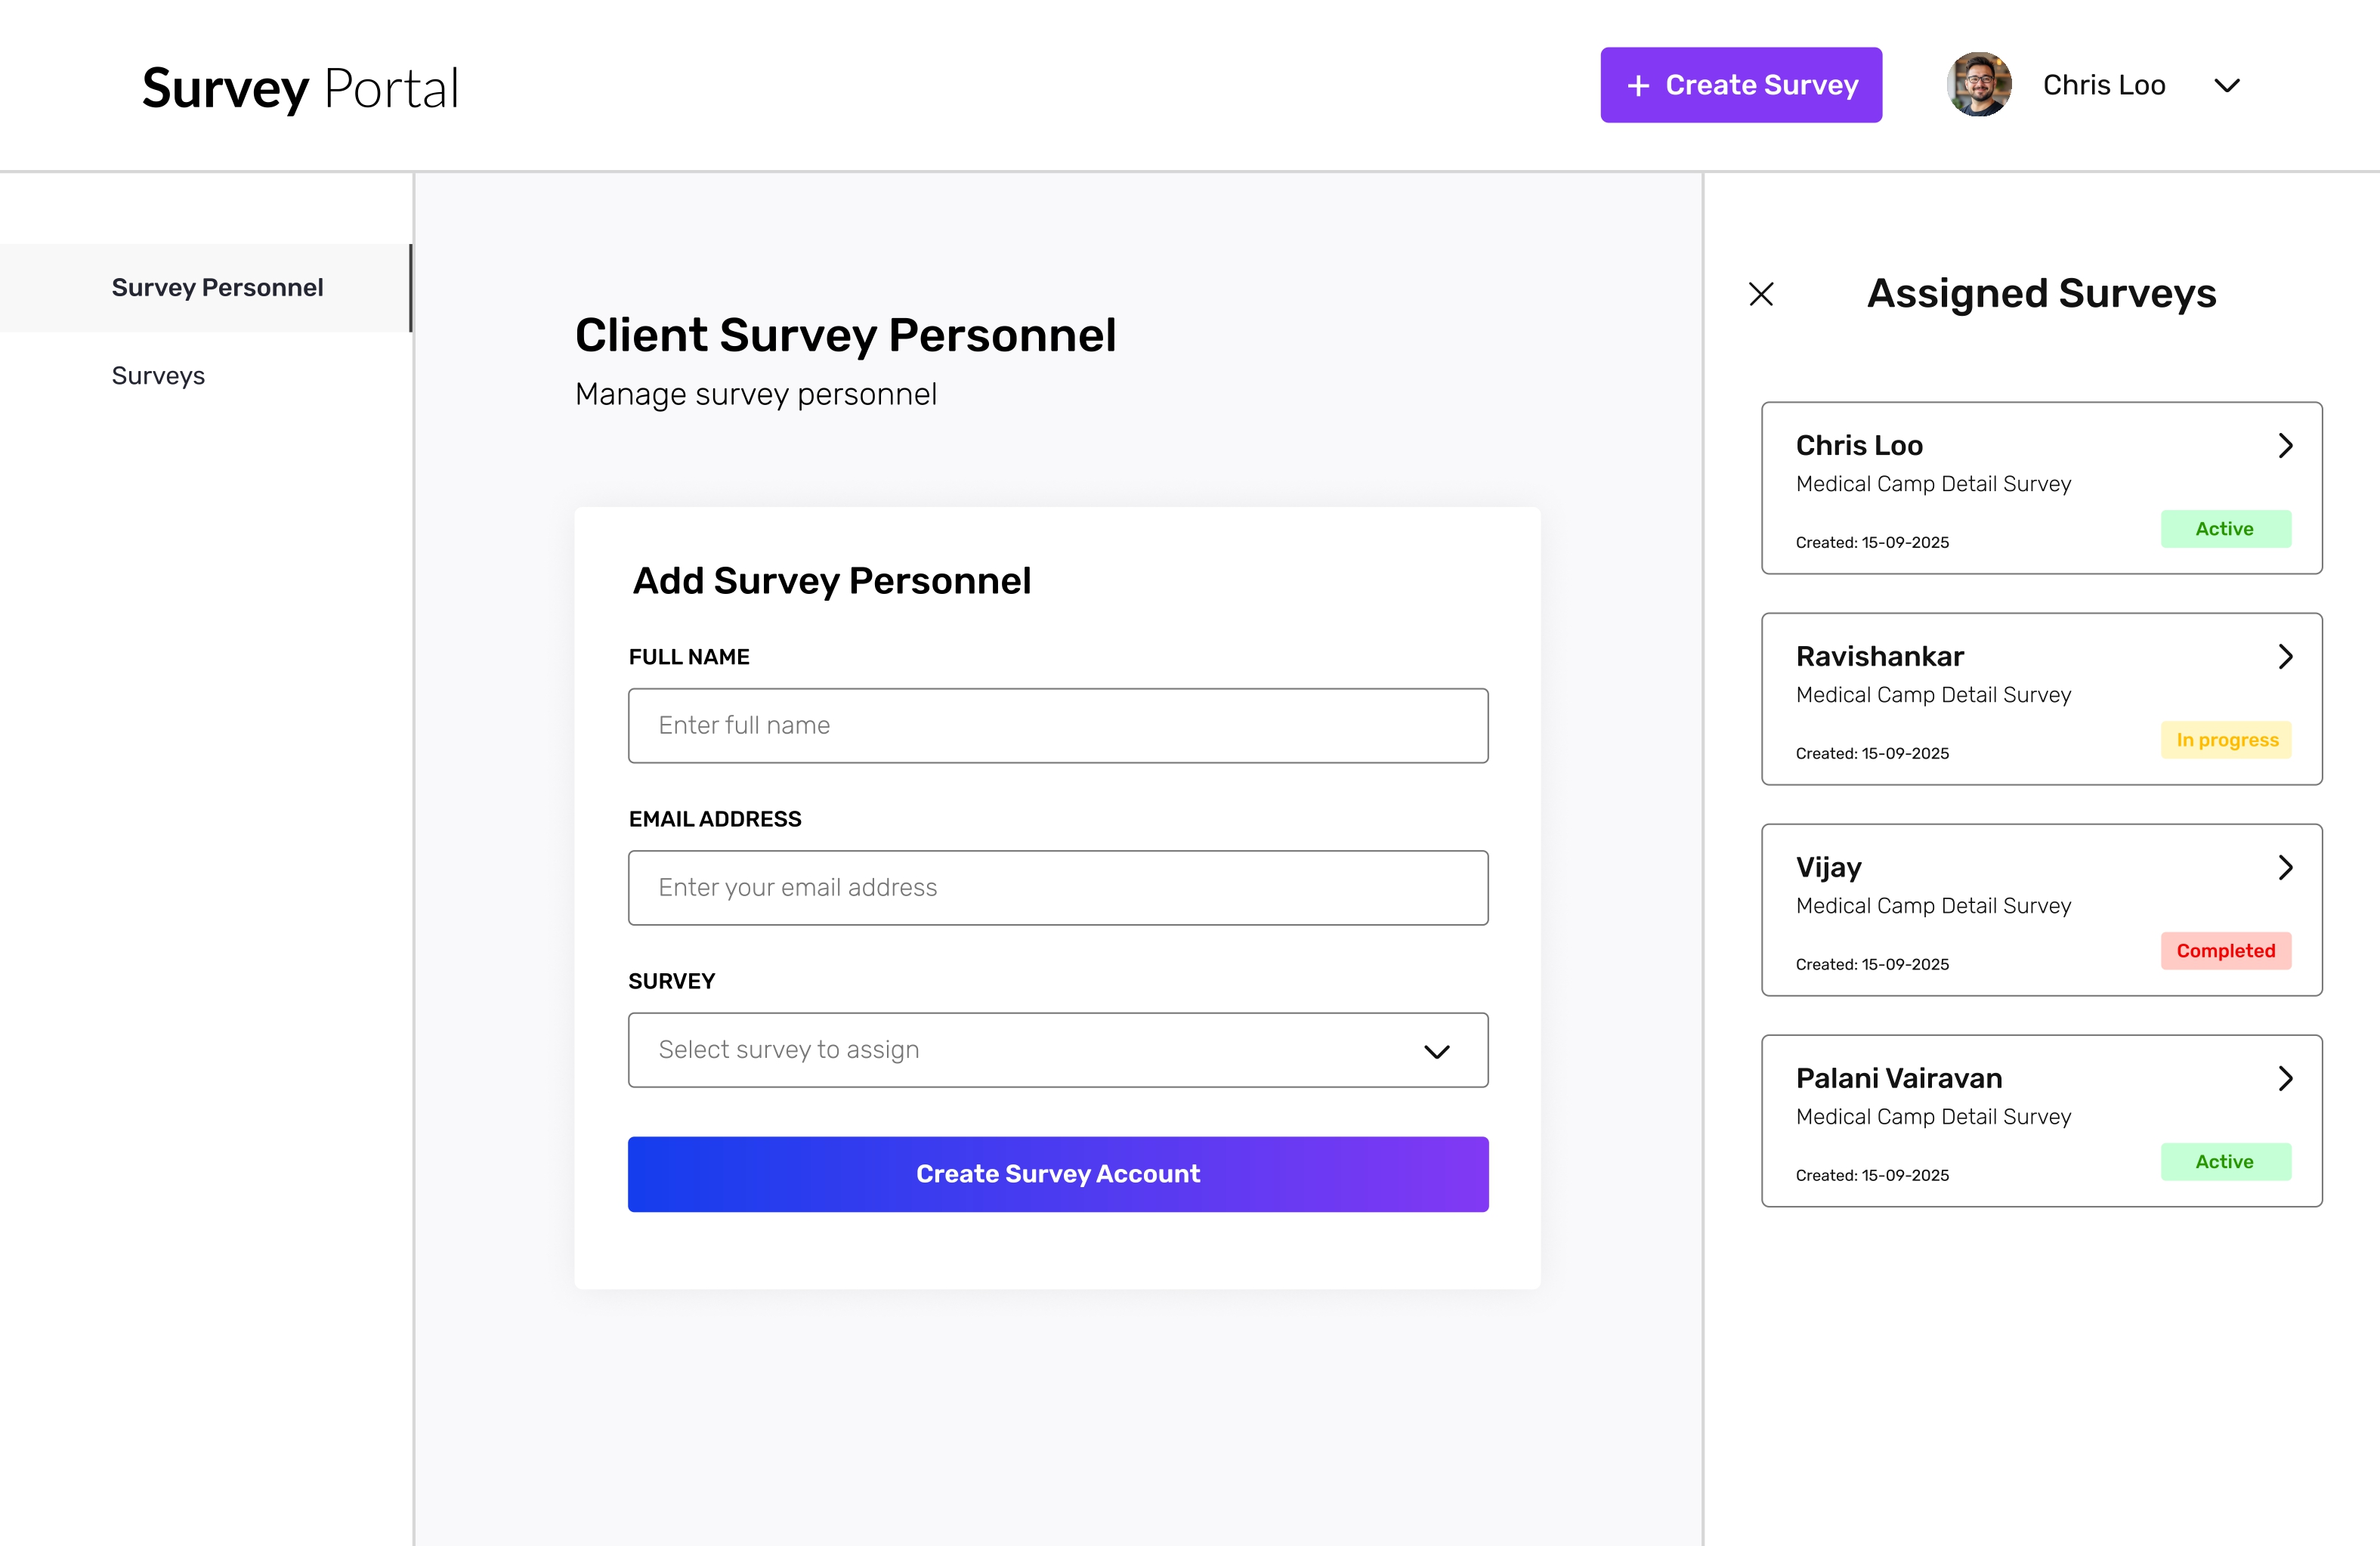 Survey Portal
+ Create Survey
Chris Loo
Survey Personnel
Surveys
Client Survey Personnel
Manage survey personnel
Add Survey Personnel
FULL NAME
Enter full name
EMAIL ADDRESS
Enter your email address
SURVEY
Select survey to assign
Create Survey Account
Assigned Surveys
Chris Loo
Medical Camp Detail Survey
Created: 15-09-2025
Active
Ravishankar
Medical Camp Detail Survey
Created: 15-09-2025
In progress
Vijay
Medical Camp Detail Survey
Created: 15-09-2025
Completed
Palani Vairavan
Medical Camp Detail Survey
Created: 15-09-2025
Active